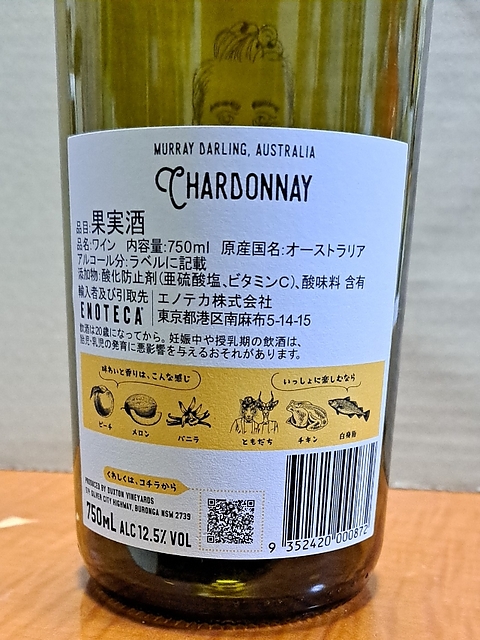 MURRAY DARLING, AUSTRALIA
CHARDONNAY
品目:果実酒
品名:ワイン 内容量:750ml 原産国名:オーストラリア
アルコール分:ラベルに記載
添加物:酸化防止剤(亜硫酸塩、ビタミンC)、酸味料 含有
輸入者及び引取先 エノテカ株式会社
ENOTECA 東京都港区南麻布5-14-15
飲酒は20歳になってから。妊娠中や授乳期の飲酒は、
胎児・乳児の発育に悪影響を与えるおそれがあります。
味わいと香りは、こんな感じ
ピーチ メロン バニラ
いっしょに楽しむなら
ともだち チキン 白身魚
くわしくは、コチラから
PRODUCED BY DUXTON VINEYARDS
SILVER CITY HIGHWAY, BURONGA NSW 2739
750mL ALC 12.5% VOL
9 352420 000872